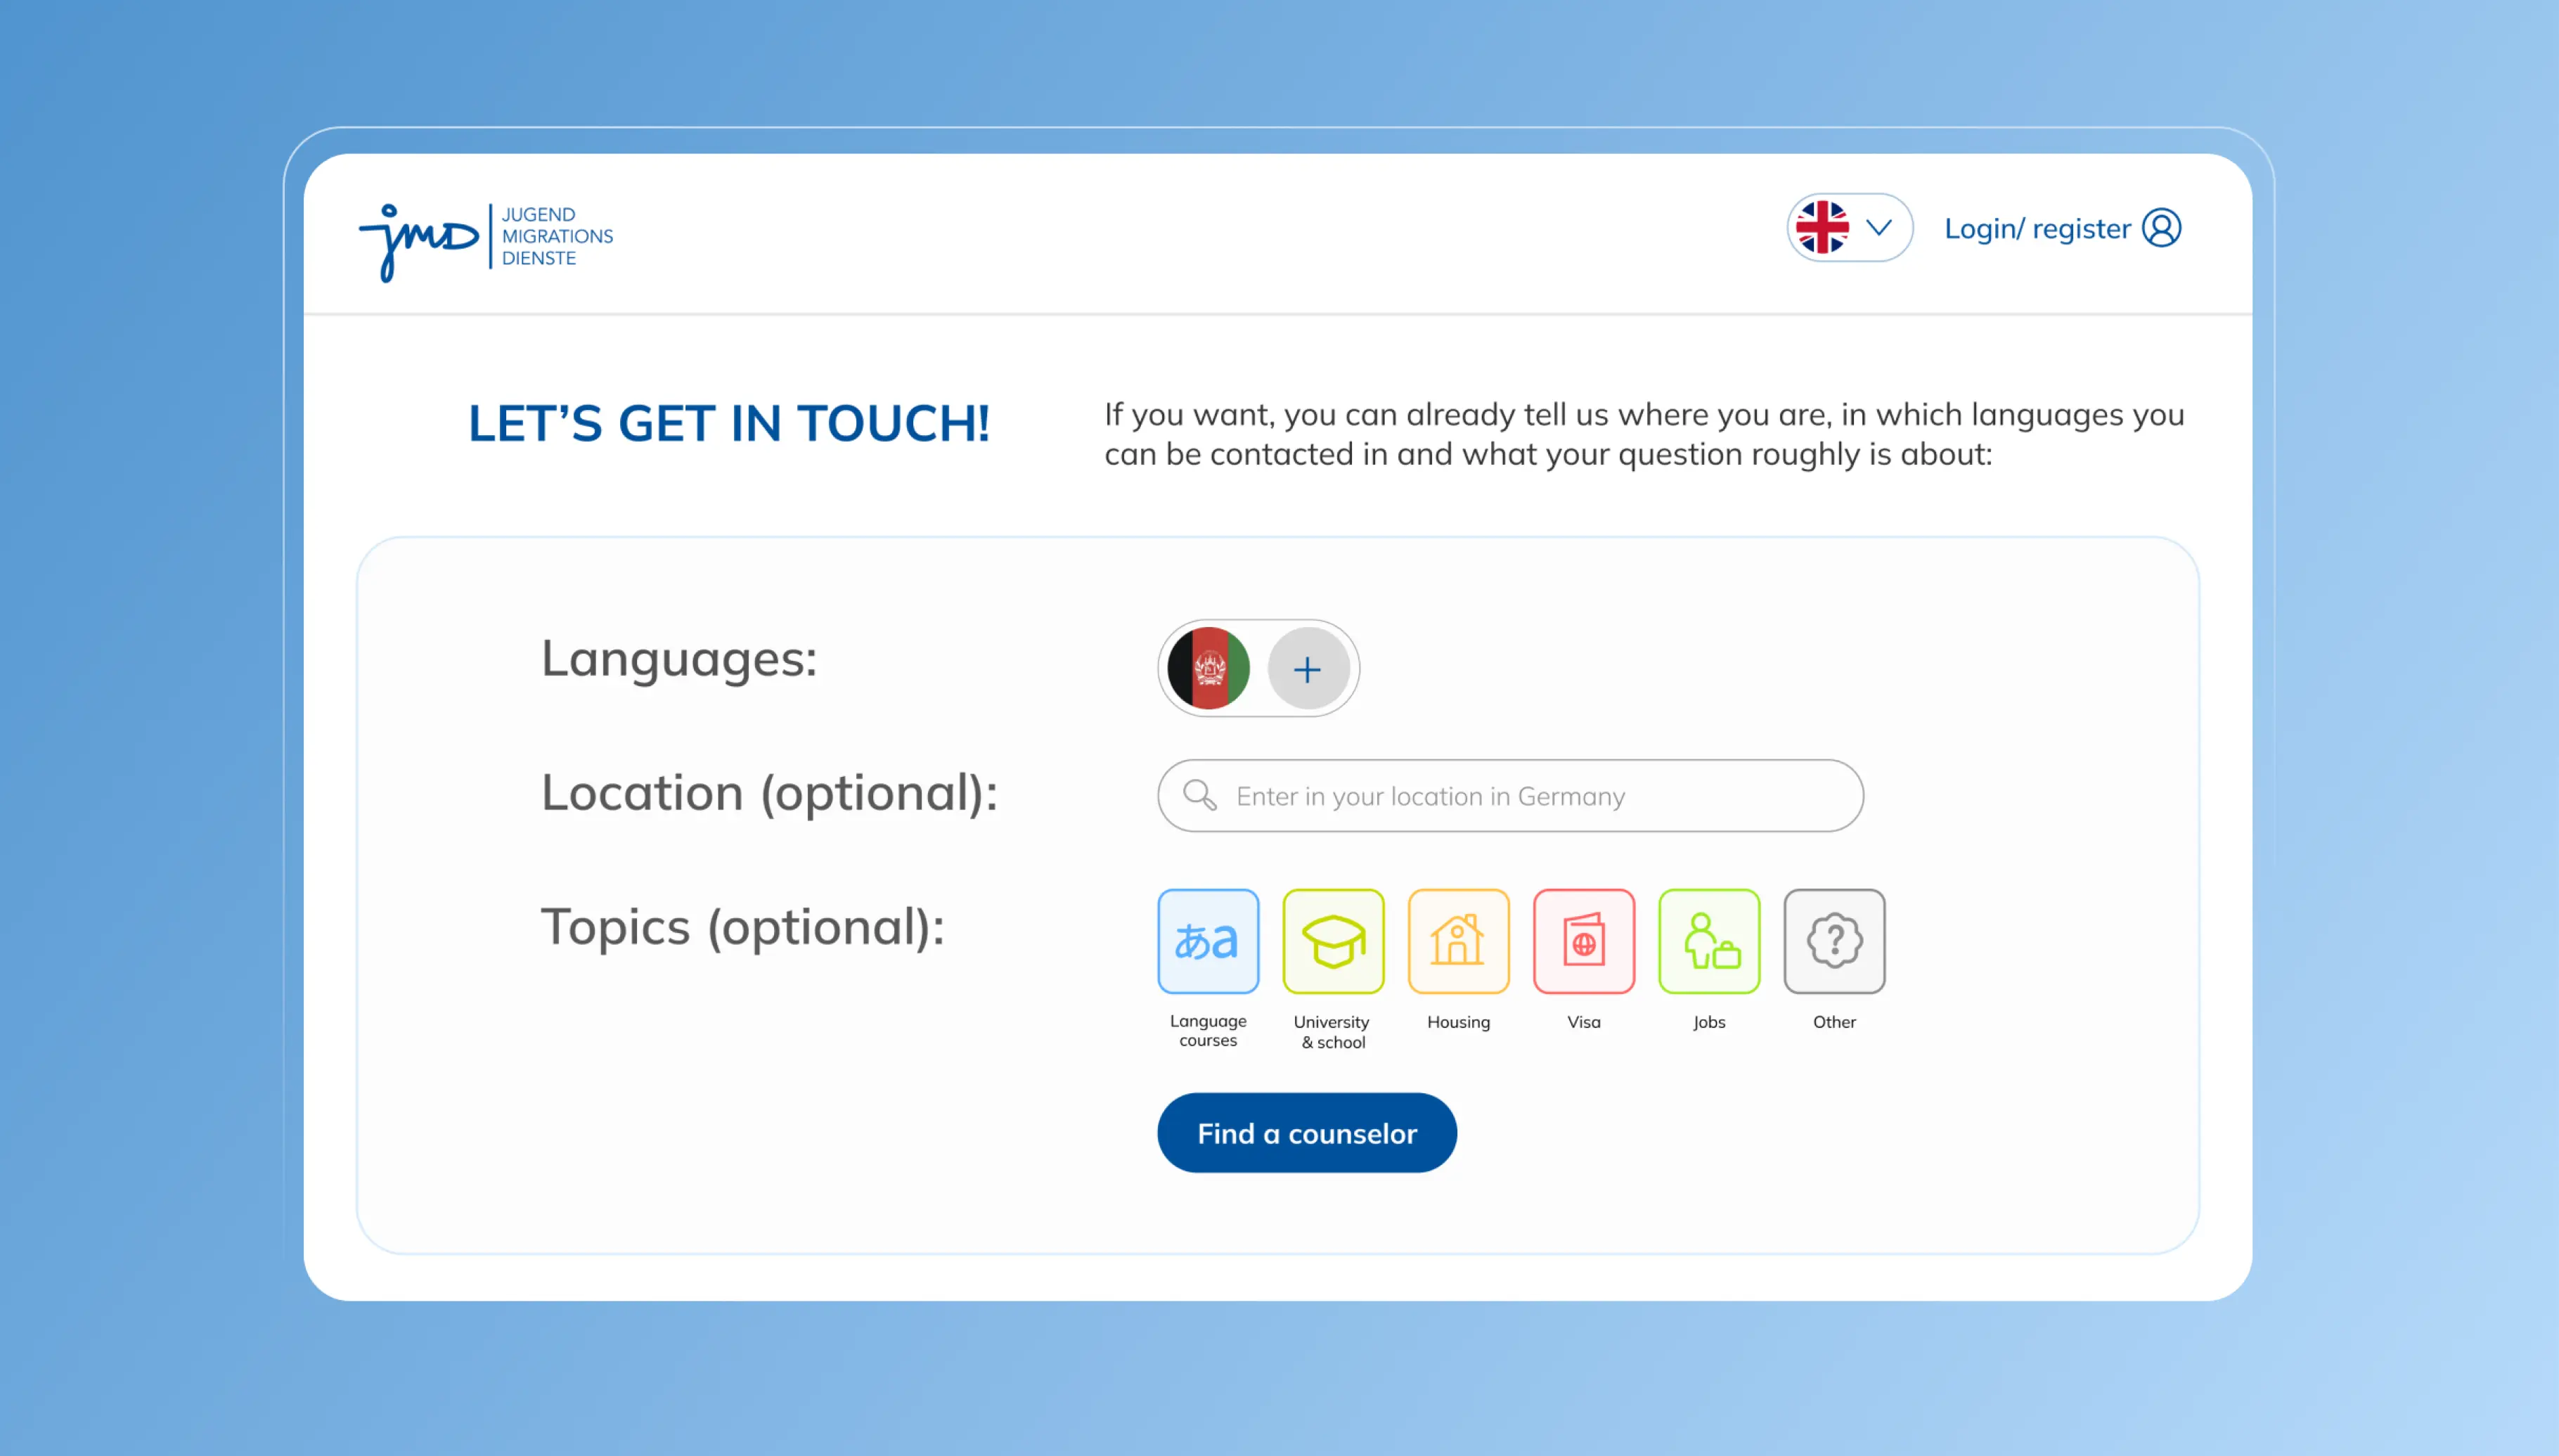 jmD
JUGEND
MIGRATIONS
DIENSTE
Login/ register
LET’S GET IN TOUCH!
If you want, you can already tell us where you are, in which languages you
can be contacted in and what your question roughly is about:
Languages:
+
Location (optional):
Enter in your location in Germany
Topics (optional):
あa
?
Language
courses
University
& school
Housing
Visa
Jobs
Other
Find a counselor